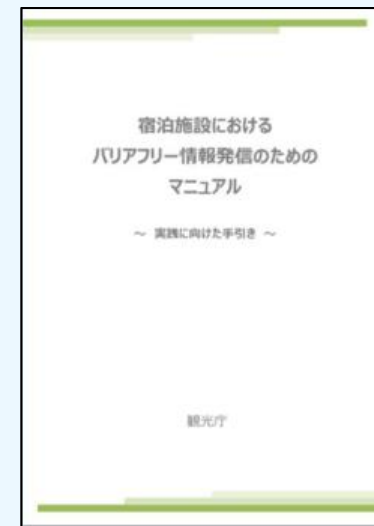 宿泊施設における
バリアフリー情報発信のための
マニュアル
～ 実践に向けた手引き ～
観光庁